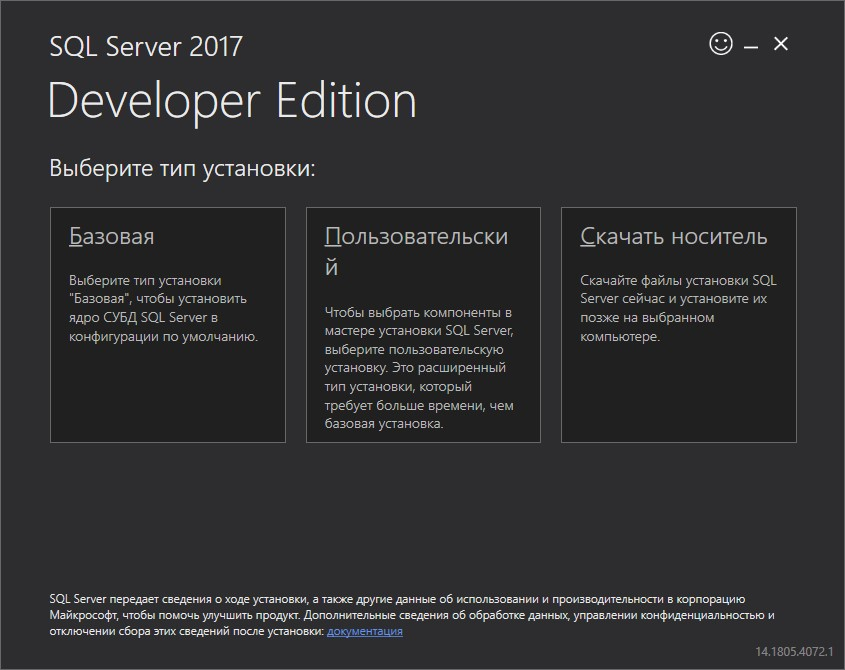 SQL Server 2017
Developer Edition
Выберите тип установки:
Базовая
Выберите тип установки
"Базовая", чтобы установить
ядро СУБД SQL Server в
конфигурации по умолчанию.
Пользовательски
й
Чтобы выбрать компоненты в
мастере установки SQL Server,
выберите пользовательскую
установку. Это расширенный
тип установки, который
требует больше времени, чем
базовая установка.
Скачать носитель
Скачайте файлы установки SQL
Server сейчас и установите их
позже на выбранном
компьютере.
SQL Server передает сведения о ходе установки, а также другие данные об использовании и производительности в корпорацию
Майкрософт, чтобы помочь улучшить продукт. Дополнительные сведения об обработке данных, управлении конфиденциальностью и
отключении сбора этих сведений после установки: документация
14.1805.4072.1